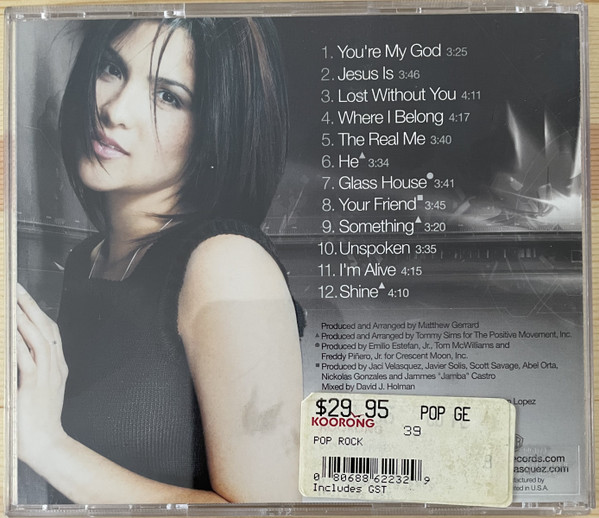 1. You're My God 3:25
2. Jesus Is 3:46
3. Lost Without You 4:11
4. Where I Belong 4:17
5. The Real Me 3:40
6. He▲ 3:34
7. Glass House● 3:41
8. Your Friend■ 3:45
9. Something▲ 3:20
10. Unspoken 3:35
11. I'm Alive 4:15
12. Shine▲ 4:10
Produced and Arranged by Matthew Gerrard
▲ Produced and Arranged by Tommy Sims for The Positive Movement, Inc.
● Produced by Emilio Estefan, Jr., Tom McWilliams and
Freddy Piñero, Jr. for Crescent Moon, Inc.
■ Produced by Jaci Velasquez, Javier Solis, Scott Savage, Abel Orta,
Nickolas Gonzales and Jammes "Jamba" Castro
Mixed by David J. Holman
Lopez
$29.95 POP GE
KOORONG 39
POP ROCK
0 80688 62232 9
Includes GST
records.com
asquez.com
U.S.A.